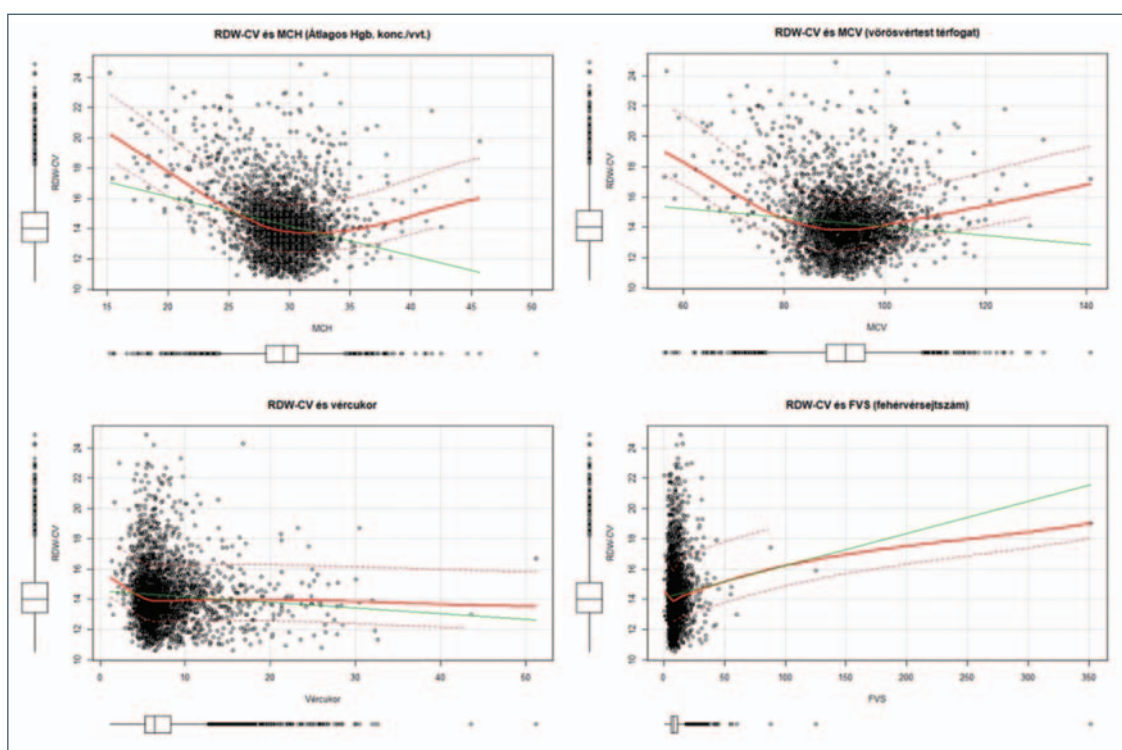 RDW-CV és MCH (Átlagos Hgb. konc./vvt.)
RDW-CV
10 12 14 16 18 20 22 24
15 20 25 30 35 40 45 50
MCH
RDW-CV és MCV (vörösvértest térfogat)
RDW-CV
10 12 14 16 18 20 22 24
60 80 100 120 140
MCV
RDW-CV és vércukor
RDW-CV
10 12 14 16 18 20 22 24
0 10 20 30 40 50
Vércukor
RDW-CV és FVS (fehérvérsejtszám)
RDW-CV
10 12 14 16 18 20 22 24
0 50 100 150 200 250 300 350
FVS